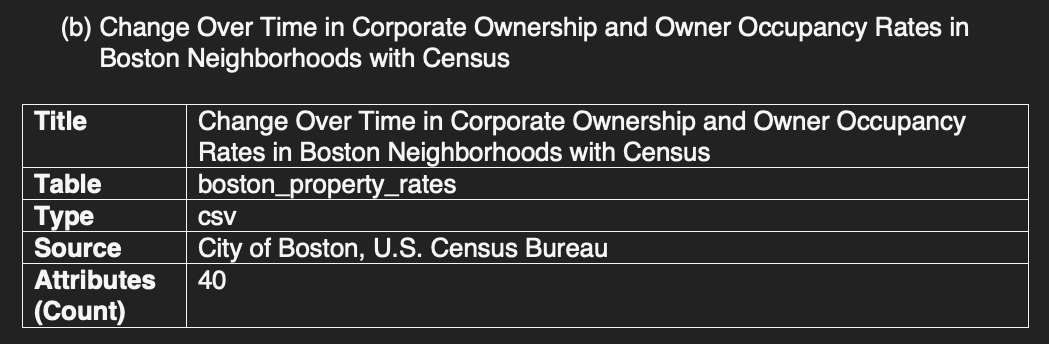 (b) Change Over Time in Corporate Ownership and Owner Occupancy Rates in
Boston Neighborhoods with Census
Title Change Over Time in Corporate Ownership and Owner Occupancy
Rates in Boston Neighborhoods with Census
Table boston_property_rates
Type csv
Source City of Boston, U.S. Census Bureau
Attributes 40
(Count)